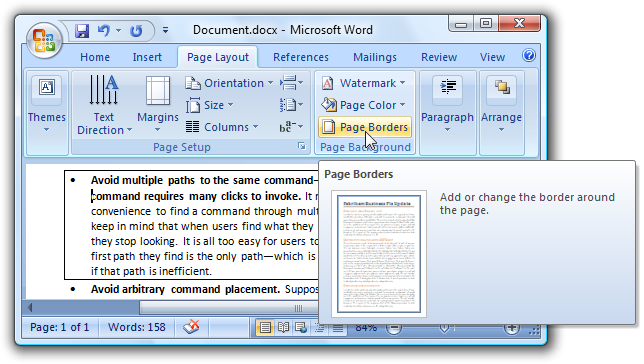 Document.docx - Microsoft Word
Home Insert Page Layout References Mailings Review View
Themes
Text Direction
Margins
Orientation
Size
Columns
Page Setup
Watermark
Page Color
Page Borders
Page Background
Paragraph
Arrange
• Avoid multiple paths to the same command—
command requires many clicks to invoke. It
convenience to find a command through mult
keep in mind that when users find what they
they stop looking. It is all too easy for users to
first path they find is the only path—which is
if that path is inefficient.
• Avoid arbitrary command placement. Suppos
Page Borders
Fabrikam Business Fix Update
Add or change the border around
the page.
Page: 1 of 1 Words: 158 84%